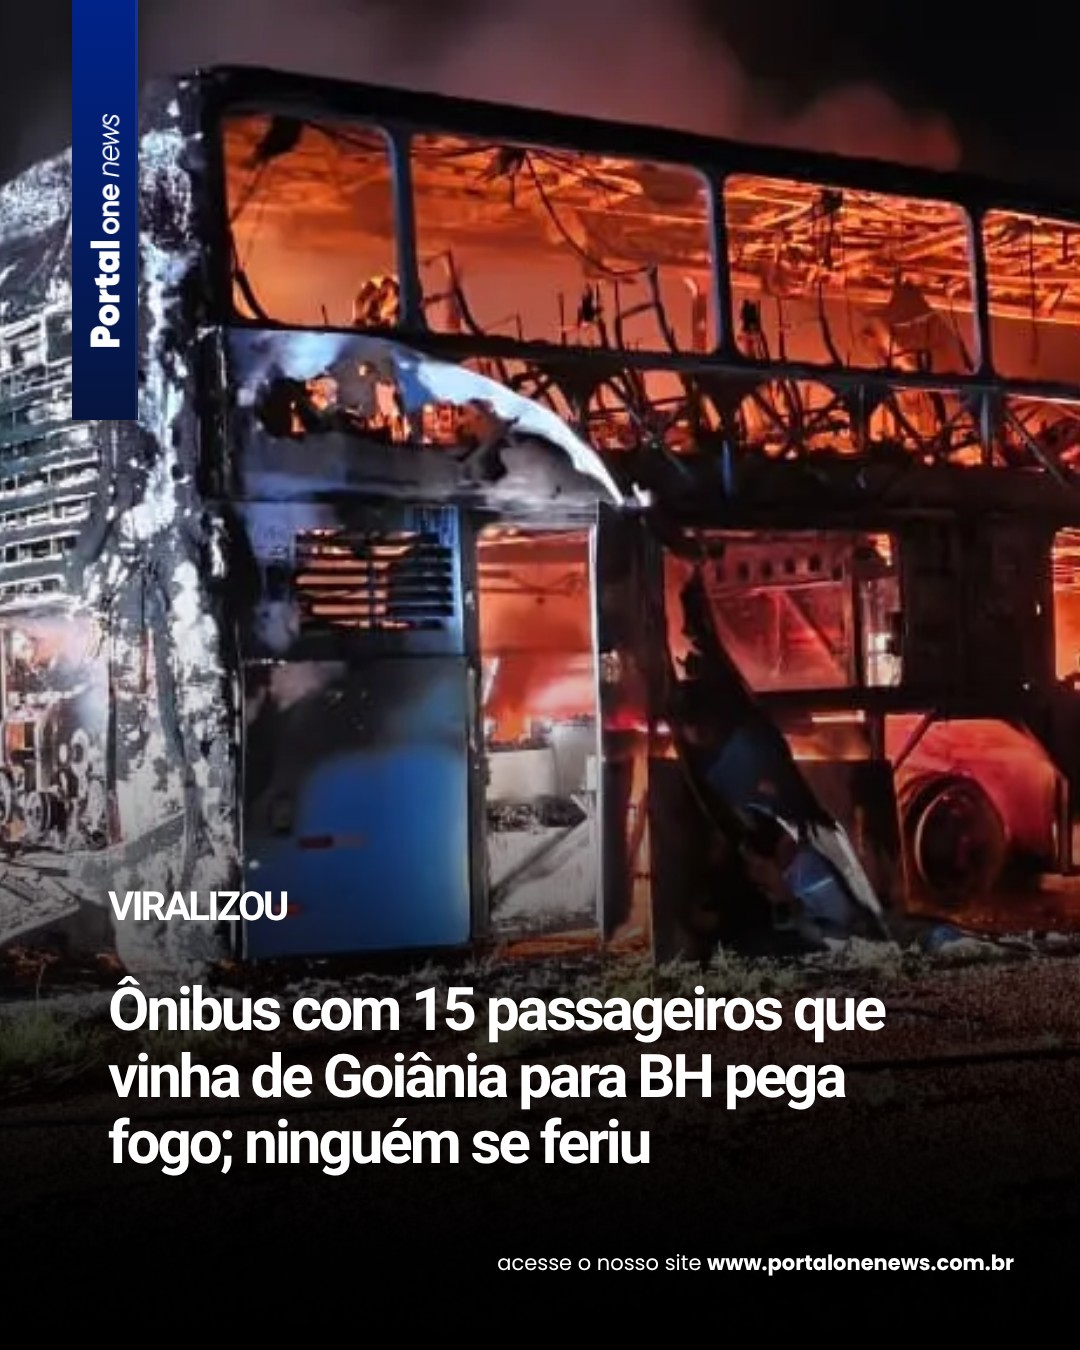 Portal one news
VIRALIZOU
Ônibus com 15 passageiros que
vinha de Goiânia para BH pega
fogo; ninguém se feriu
acesse o nosso site www.portalonenews.com.br